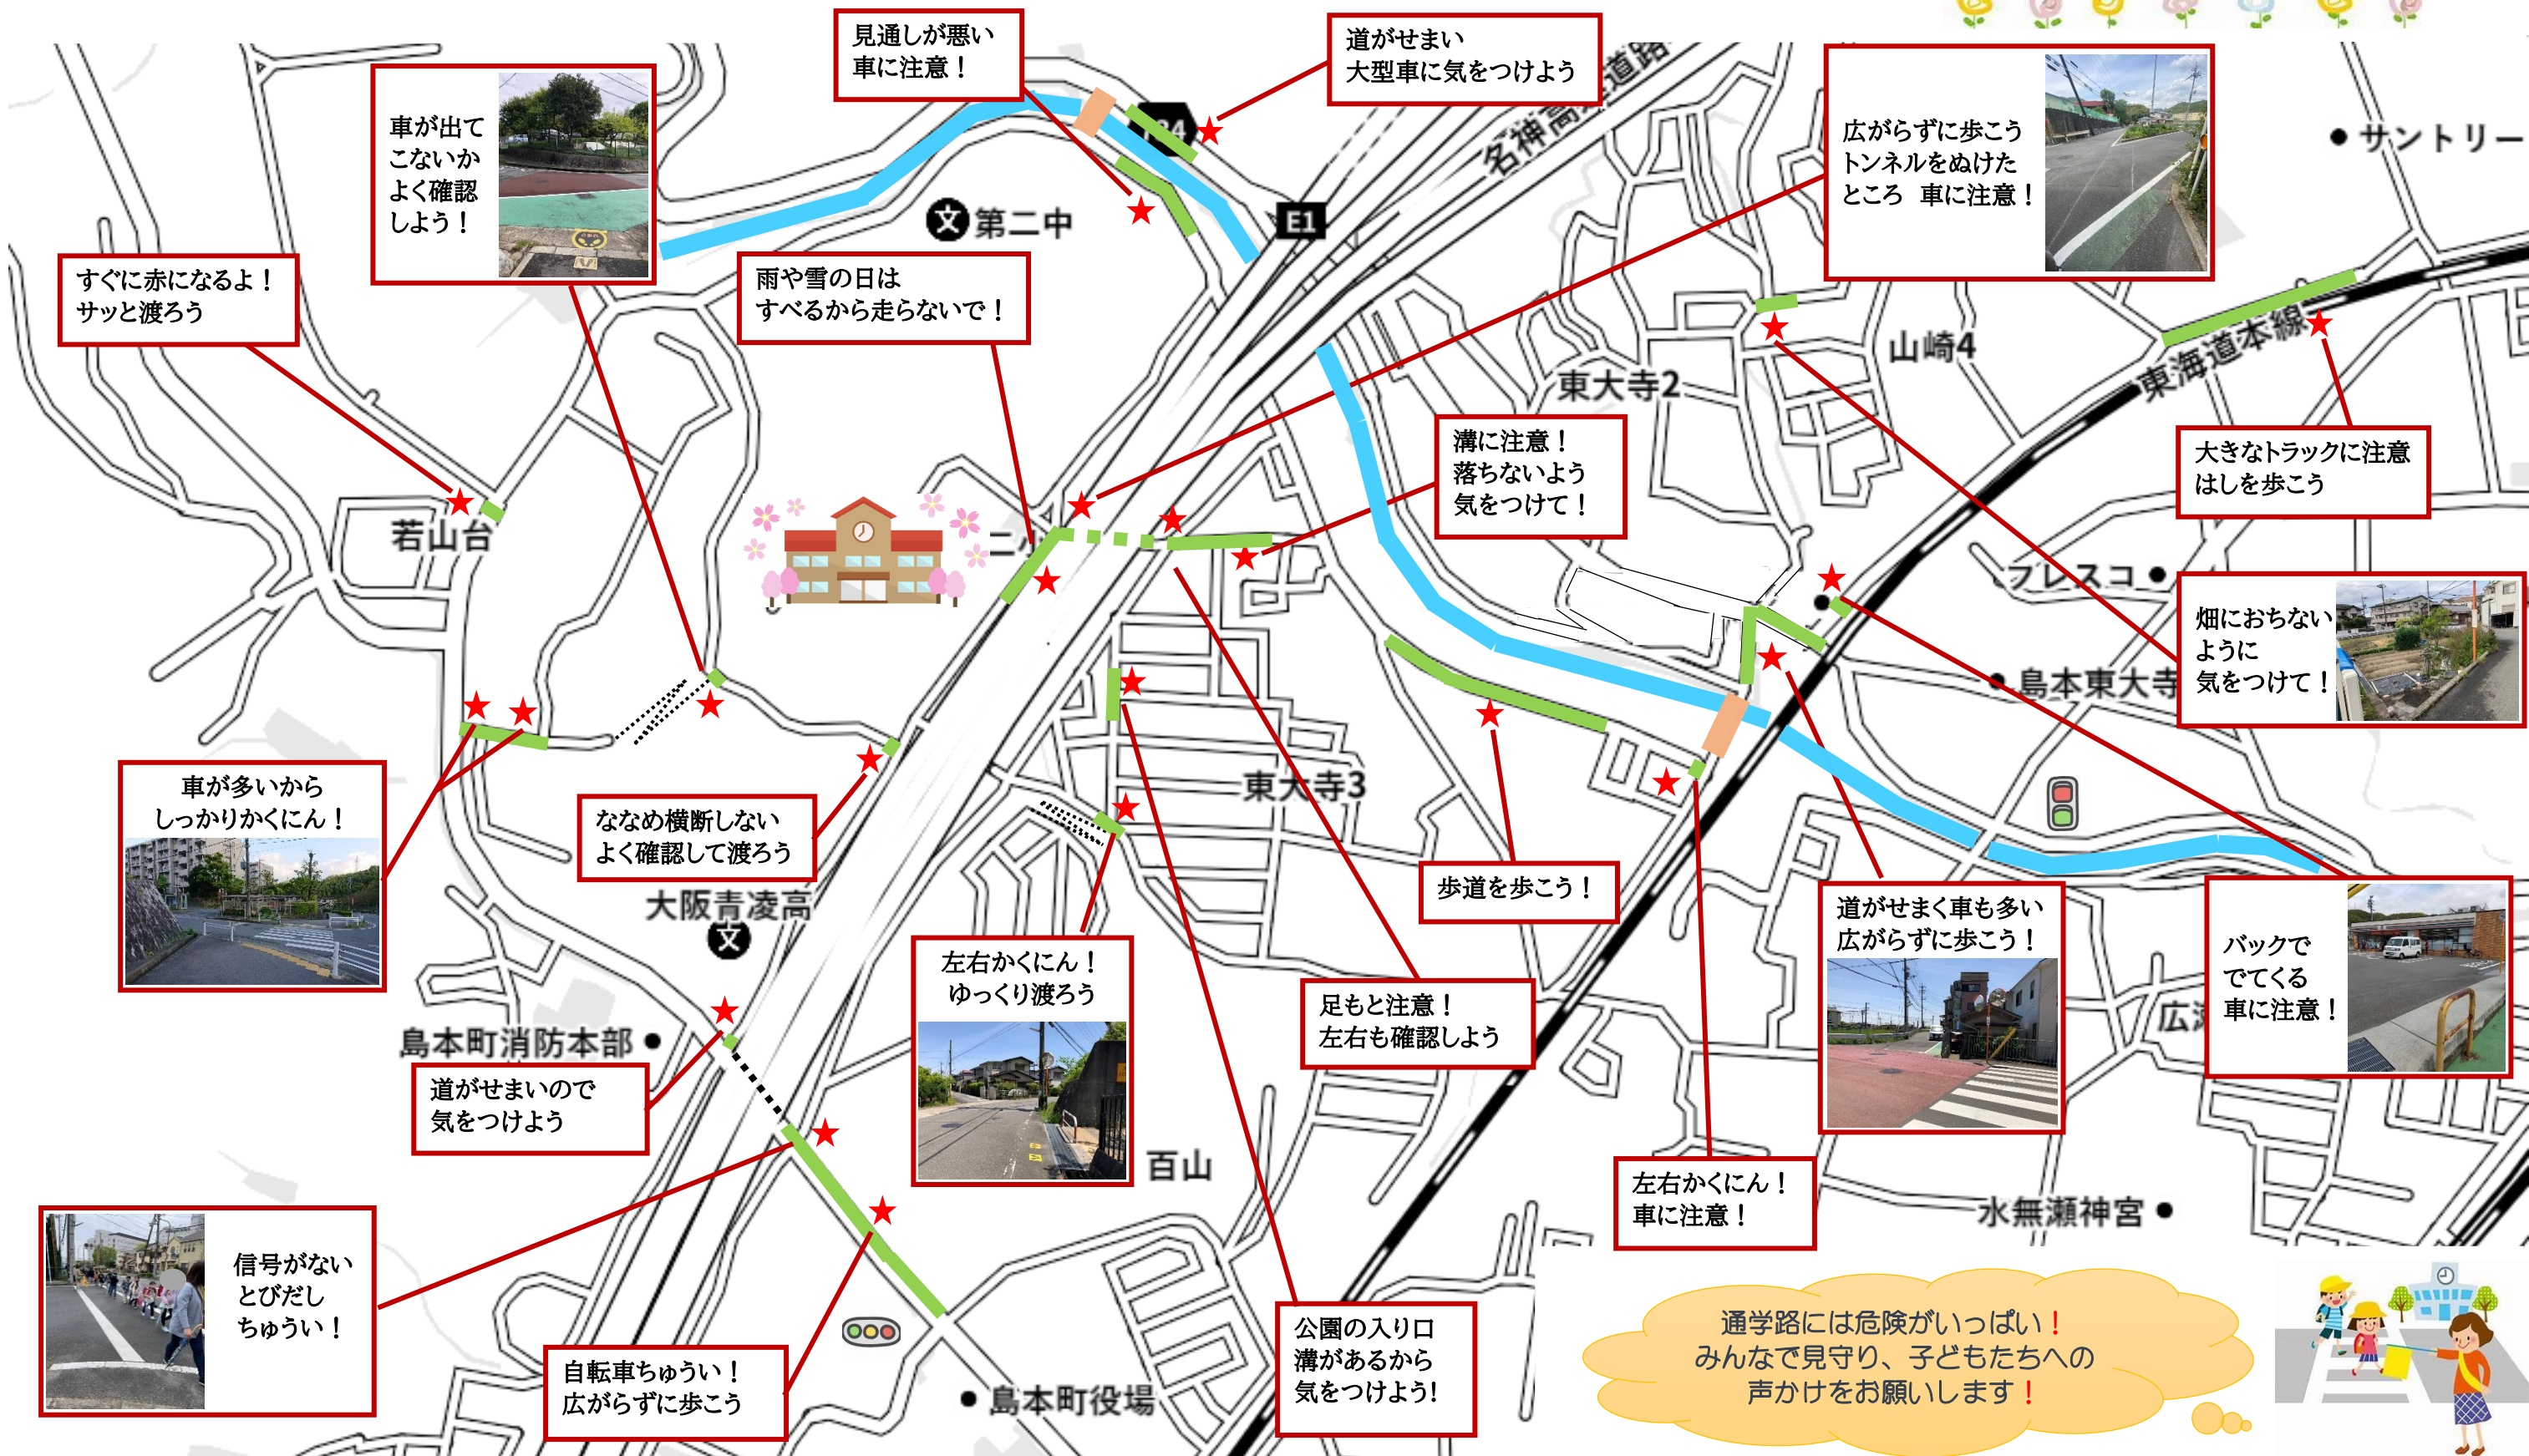 見通しが悪い
車に注意！
道がせまい
大型車に気をつけよう
車が出て
こないか
よく確認
しよう！
広がらずに歩こう
トンネルをぬけた
ところ　車に注意！
名神高速道路
サントリー
E1
第二中
すぐに赤になるよ！
サッと渡ろう
雨や雪の日は
すべるから走らないで！
山崎4
東大寺2
東海道本線
溝に注意！
落ちないよう
気をつけて！
大きなトラックに注意
はしを歩こう
若山台
二小
フレスコ
畑におちない
ように
気をつけて！
島本東大寺
車が多いから
しっかりかくにん！
ななめ横断しない
よく確認して渡ろう
東大寺3
歩道を歩こう！
大阪青凌高
道がせまく車も多い
広がらずに歩こう！
バックで
でてくる
車に注意！
左右かくにん！
ゆっくり渡ろう
足もと注意！
左右も確認しよう
島本町消防本部
道がせまいので
気をつけよう
百山
左右かくにん！
車に注意！
水無瀬神宮
信号がない
とびだし
ちゅうい！
自転車ちゅうい！
広がらずに歩こう
公園の入り口
溝があるから
気をつけよう!
島本町役場
通学路には危険がいっぱい！
みんなで見守り、子どもたちへの
声かけをお願いします！